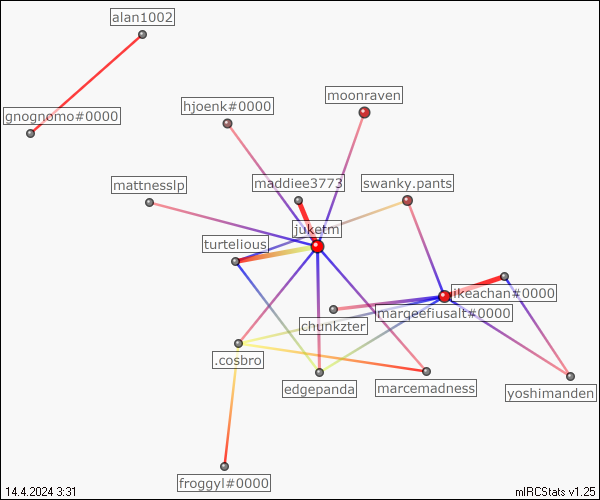 alan1002
moonraven
hjoenk#0000
gnognomo#0000
maddiee3773
swanky.pants
mattnesslp
juketm
turtelious
ikeachan#0000
marqeefiusalt#0000
chunkzter
.cosbro
edgepanda
marcemadness
yoshimanden
froggyl#0000
14.4.2024 3:31
mIRCStats v1.25